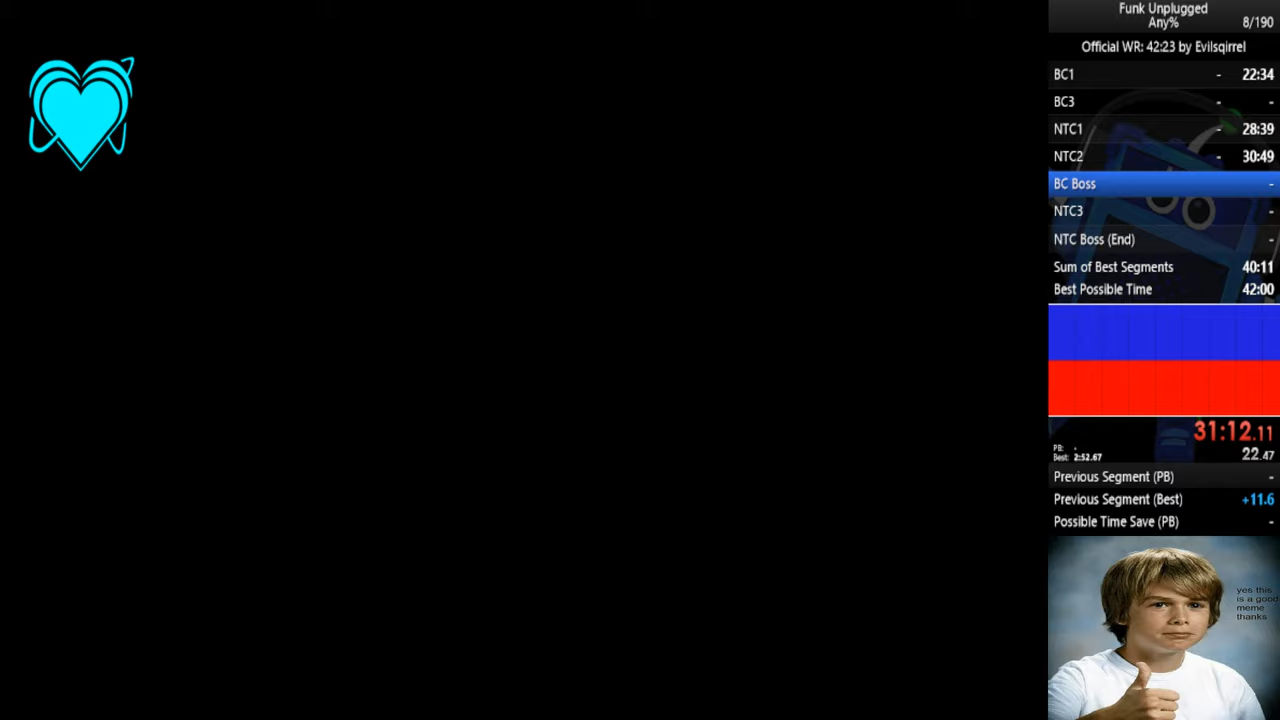 Funk Unplugged
Any% 8/190
Official WR: 42:23 by Evilsqirrel
BC1 - 22:34
BC3 - -
NTC1 - 28:39
NTC2 - 30:49
BC Boss -
NTC3 -
NTC Boss (End) -
Sum of Best Segments 40:11
Best Possible Time 42:00
31:12.11
PB: -
Best: 2:52.67 22.47
Previous Segment (PB) -
Previous Segment (Best) +11.6
Possible Time Save (PB) -
yes this
is a good
meme
thanks